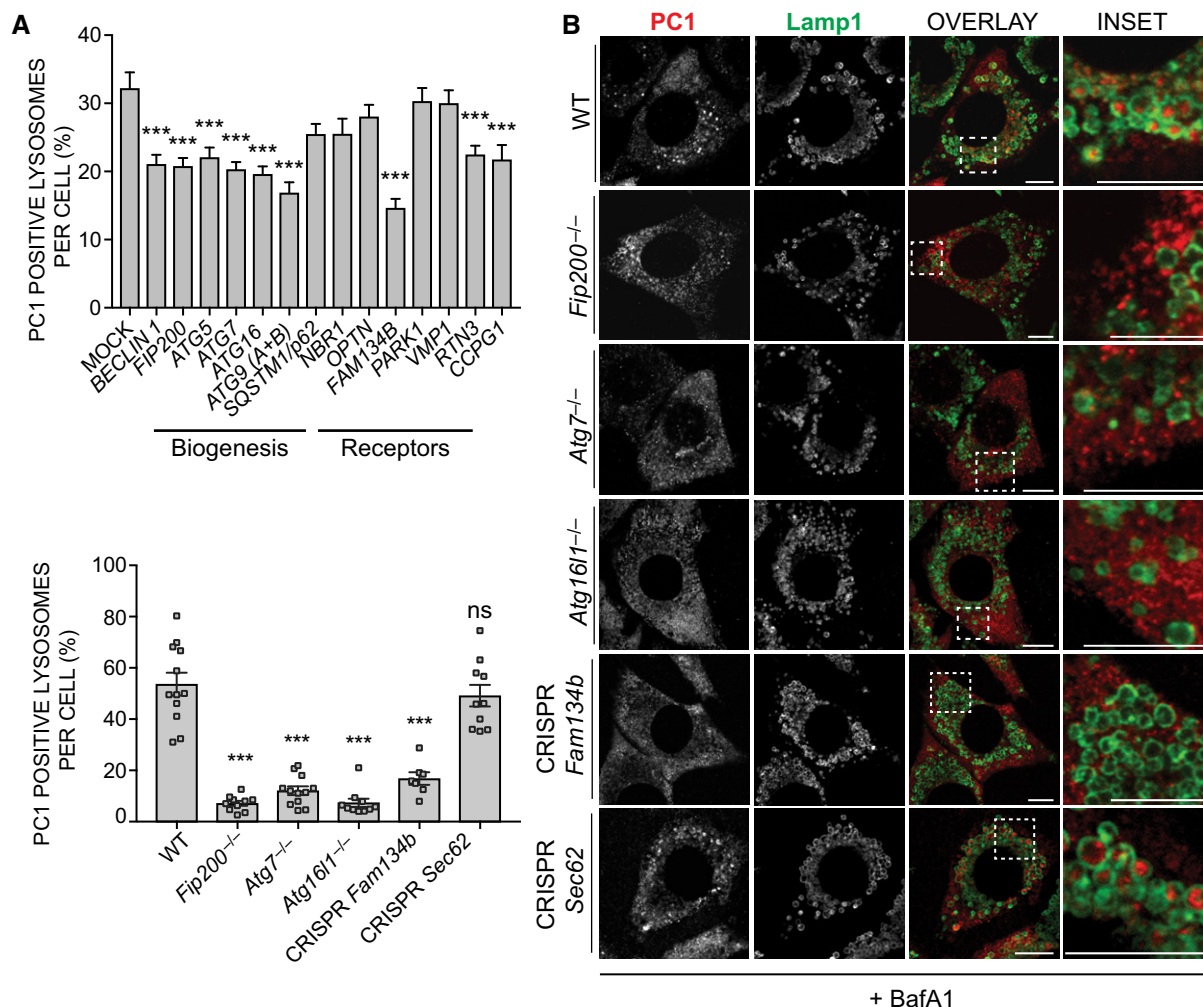 A
PC1 POSITIVE LYSOSOMES
PER CELL (%)
40
30
20
10
0
***
***
***
***
***
***
***
***
***
MOCK
BECLIN 1
FIP200
ATG5
ATG7
ATG16
ATG9 (A+B)
SQSTM1/p62
NBR1
OPTN
FAM134B
PARK1
VMP1
RTN3
CCPG1
Biogenesis
Receptors
PC1 POSITIVE LYSOSOMES
PER CELL (%)
100
80
60
40
20
0
***
***
***
***
ns
WT
Fip200–/–
Atg7–/–
Atg16l1–/–
CRISPR Fam134b
CRISPR Sec62
B
PC1
Lamp1
OVERLAY
INSET
WT
Fip200–/–
Atg7–/–
Atg16l1–/–
CRISPR
Fam134b
CRISPR
Sec62
+ BafA1